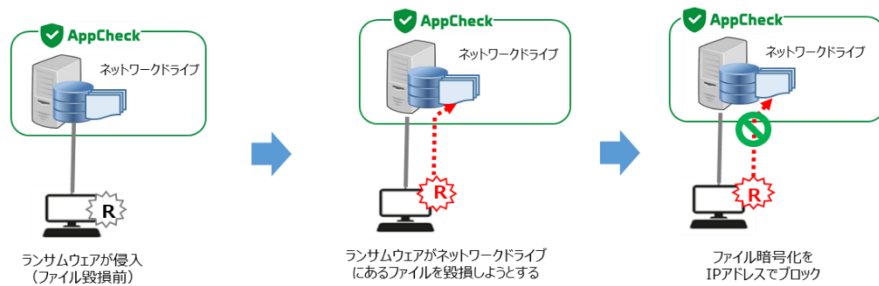 AppCheck
ネットワークドライブ
R
ランサムウェアが侵入
（ファイル毀損前）
AppCheck
ネットワークドライブ
R
ランサムウェアがネットワークドライブ
にあるファイルを毀損しようとする
AppCheck
ネットワークドライブ
R
ファイル暗号化を
IPアドレスでブロック